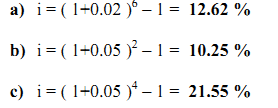 a) i = ( 1+0.02 )⁶ – 1 = 12.62 %
b) i = ( 1+0.05 )² – 1 = 10.25 %
c) i = ( 1+0.05 )⁴ – 1 = 21.55 %